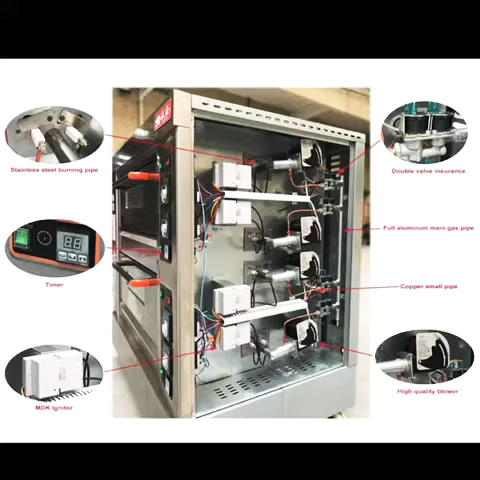 Stainless steel burning pipe
Double valve insurance
Full aluminum main gas pipe
Timer
Copper small pipe
MDK Ignitor
High quality blower